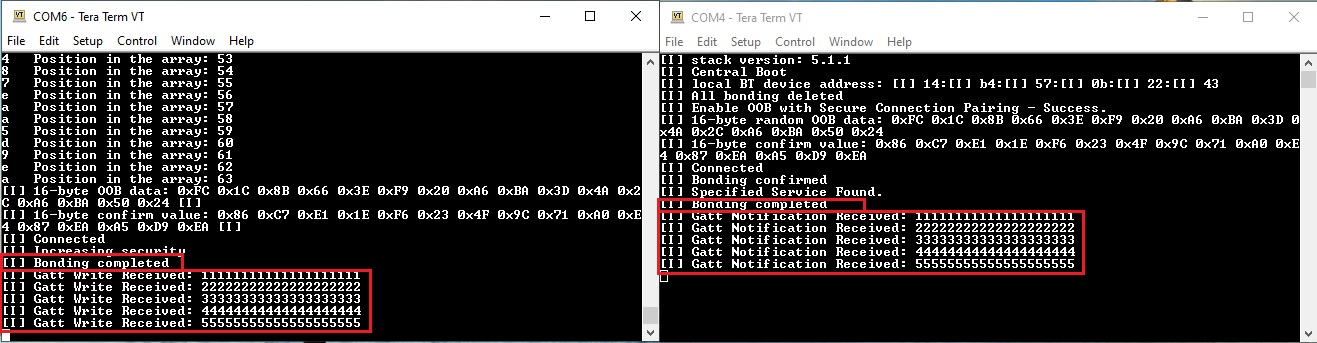 COM6 - Tera Term VT
File Edit Setup Control Window Help
4 Position in the array: 53
8 Position in the array: 54
7 Position in the array: 55
e Position in the array: 56
a Position in the array: 57
a Position in the array: 58
5 Position in the array: 59
d Position in the array: 60
9 Position in the array: 61
e Position in the array: 62
a Position in the array: 63
[I] 16-byte OOB data: 0xFC 0x1C 0x8B 0x66 0x3E 0xF9 0x20 0xA6 0xBA 0x3D 0x4A 0x2
C 0xA6 0xBA 0x50 0x24 [I]
[I] 16-byte confirm value: 0x86 0xC7 0xE1 0x1E 0xF6 0x23 0x4F 0x9C 0x71 0xA0 0xE
4 0x87 0xEA 0xA5 0xD9 0xEA [I]
[I] Connected
[I] Increasing security
[I] Bonding completed
[I] Gatt Write Received: 11111111111111111111
[I] Gatt Write Received: 22222222222222222222
[I] Gatt Write Received: 33333333333333333333
[I] Gatt Write Received: 44444444444444444444
[I] Gatt Write Received: 55555555555555555555
COM4 - Tera Term VT
File Edit Setup Control Window Help
[I] stack version: 5.1.1
[I] Central Boot
[I] local BT device address: [I] 14:[I] b4:[I] 57:[I] 0b:[I] 22:[I] 43
[I] All bonding deleted
[I] Enable OOB with Secure Connection Pairing - Success.
[I] 16-byte random OOB data: 0xFC 0x1C 0x8B 0x66 0x3E 0xF9 0x20 0xA6 0xBA 0x3D 0
x4A 0x2C 0xA6 0xBA 0x50 0x24
[I] 16-byte confirm value: 0x86 0xC7 0xE1 0x1E 0xF6 0x23 0x4F 0x9C 0x71 0xA0 0xE
4 0x87 0xEA 0xA5 0xD9 0xEA
[I] Connected
[I] Bonding confirmed
[I] Specified Service Found.
[I] Bonding completed
[I] Gatt Notification Received: 11111111111111111111
[I] Gatt Notification Received: 22222222222222222222
[I] Gatt Notification Received: 33333333333333333333
[I] Gatt Notification Received: 44444444444444444444
[I] Gatt Notification Received: 55555555555555555555